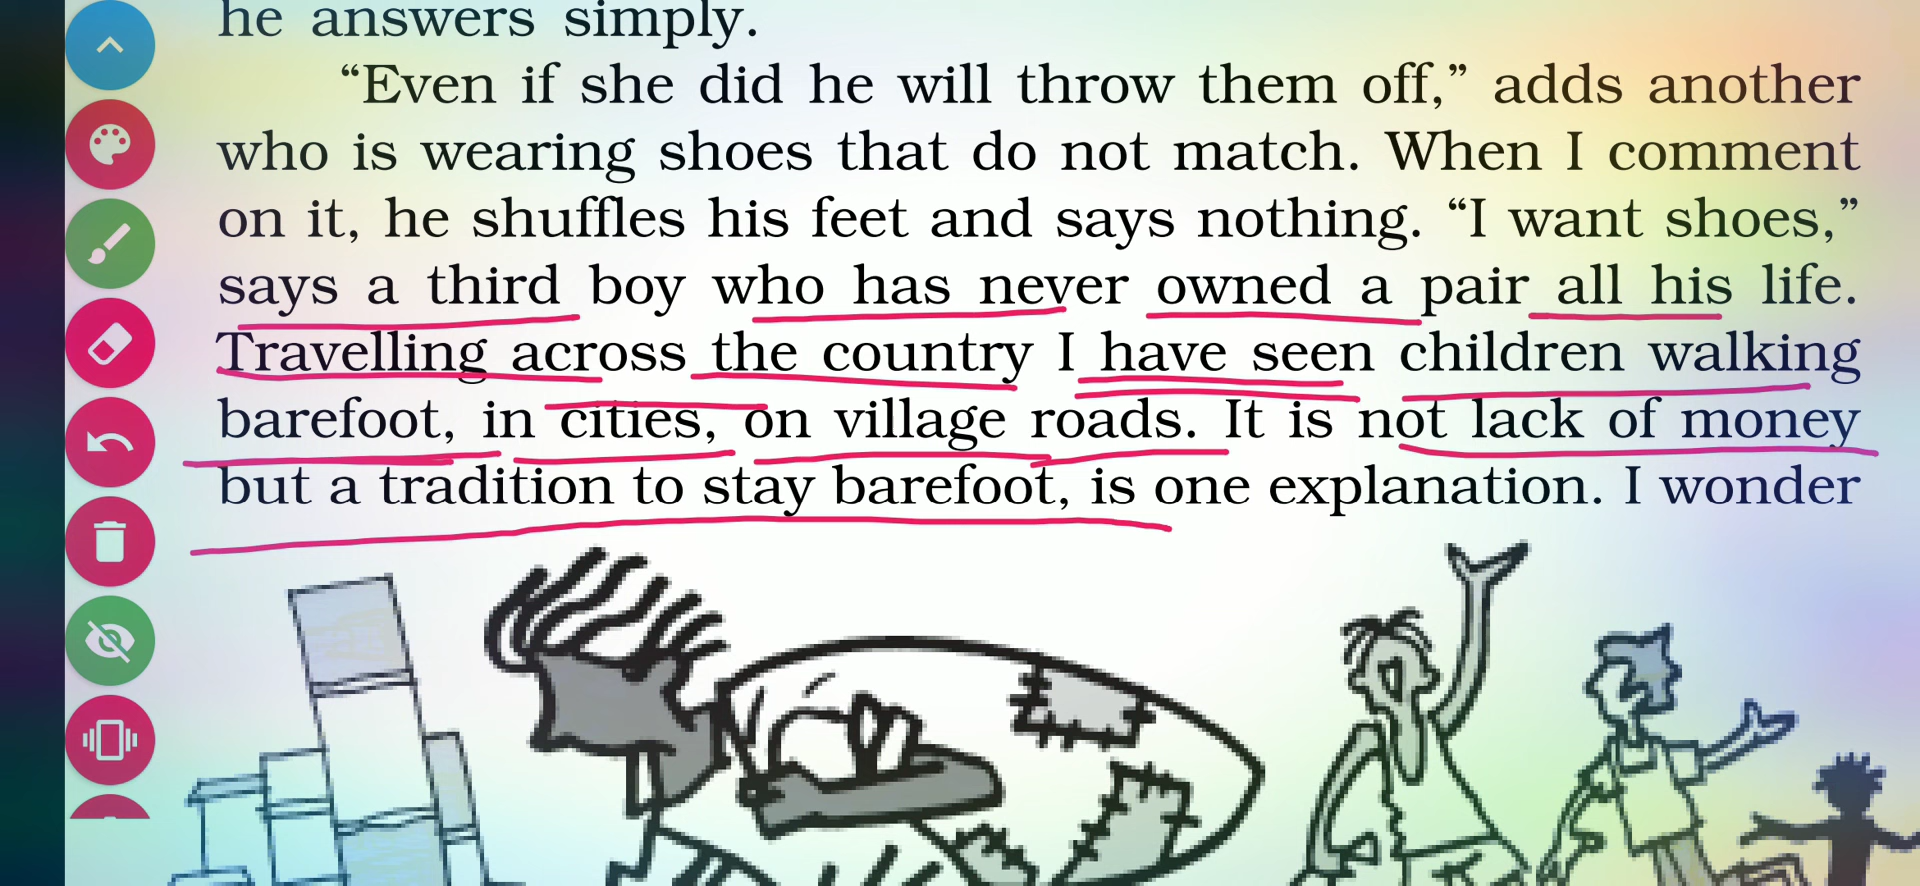 he answers simply.
“Even if she did he will throw them off,” adds another
who is wearing shoes that do not match. When I comment
on it, he shuffles his feet and says nothing. “I want shoes,”
says a third boy who has never owned a pair all his life.
Travelling across the country I have seen children walking
barefoot, in cities, on village roads. It is not lack of money
but a tradition to stay barefoot, is one explanation. I wonder